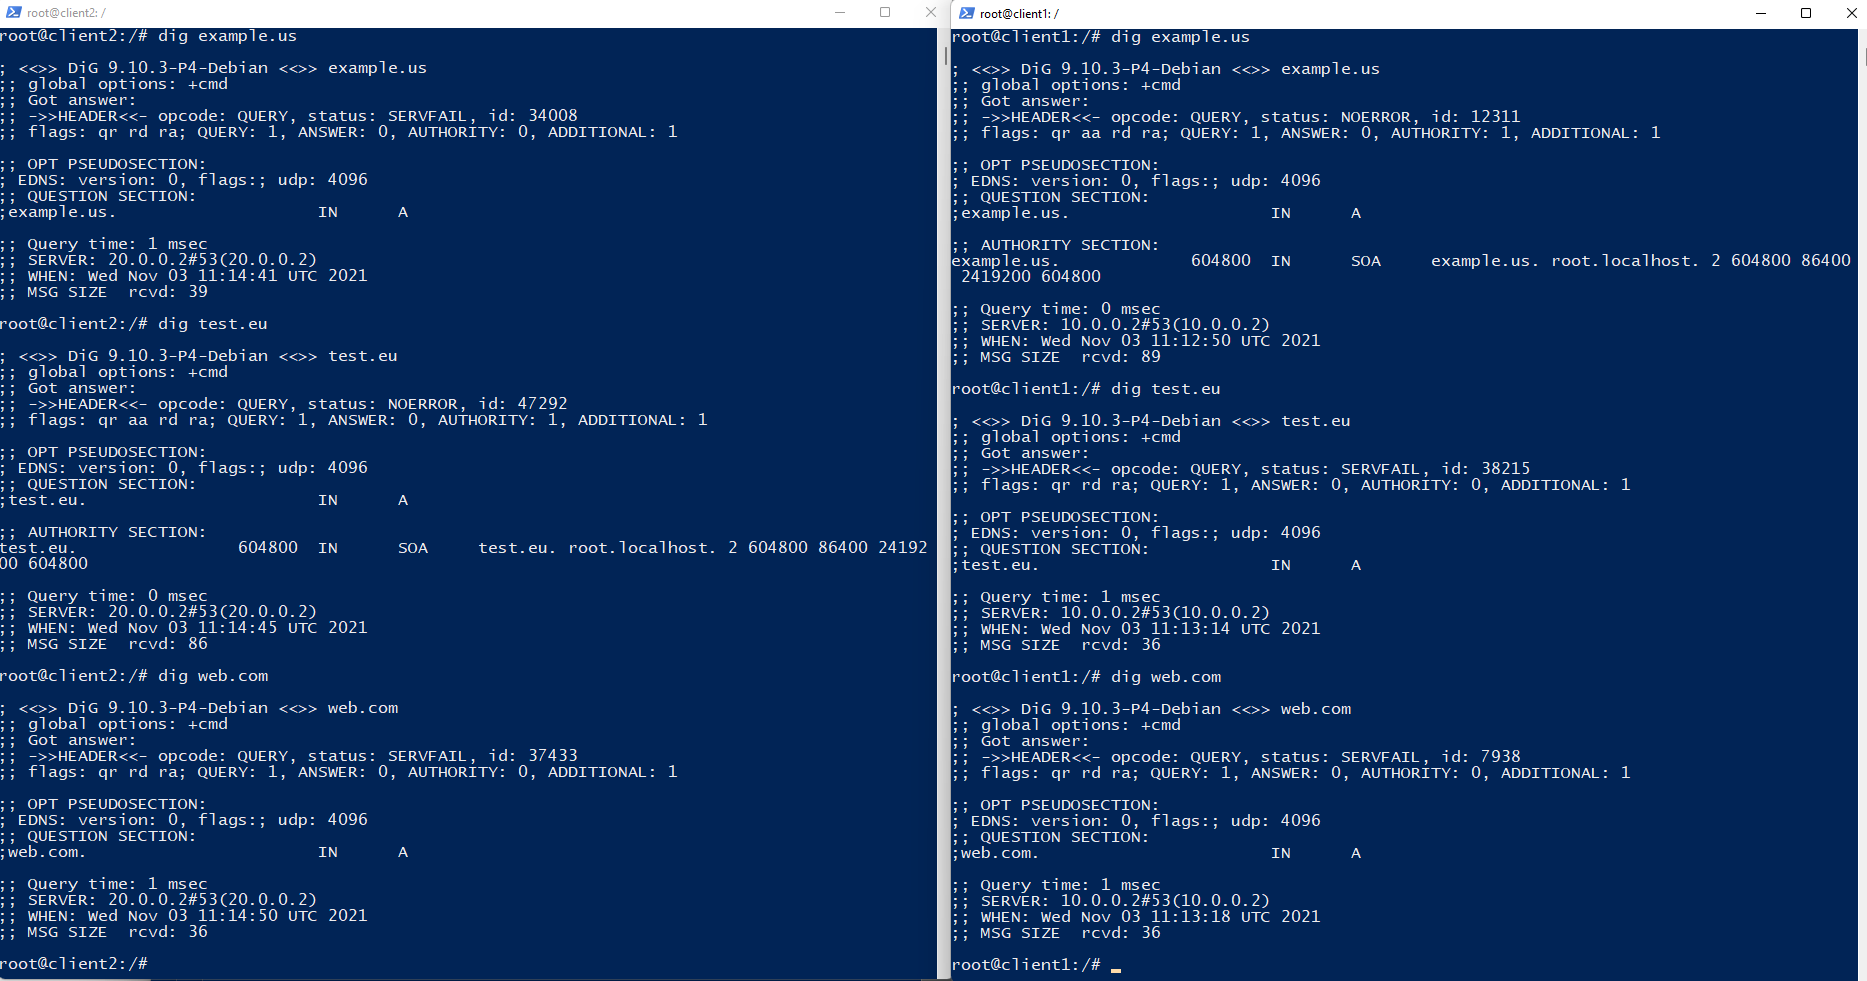 root@client2: /
root@client2:/# dig example.us
; <<>> DiG 9.10.3-P4-Debian <<>> example.us
;; global options: +cmd
;; Got answer:
;; ->>HEADER<<- opcode: QUERY, status: SERVFAIL, id: 34008
;; flags: qr rd ra; QUERY: 1, ANSWER: 0, AUTHORITY: 0, ADDITIONAL: 1
;; OPT PSEUDOSECTION:
; EDNS: version: 0, flags:; udp: 4096
;; QUESTION SECTION:
;example.us. IN A
;; Query time: 1 msec
;; SERVER: 20.0.0.2#53(20.0.0.2)
;; WHEN: Wed Nov 03 11:14:41 UTC 2021
;; MSG SIZE rcvd: 39
root@client2:/# dig test.eu
; <<>> DiG 9.10.3-P4-Debian <<>> test.eu
;; global options: +cmd
;; Got answer:
;; ->>HEADER<<- opcode: QUERY, status: NOERROR, id: 47292
;; flags: qr aa rd ra; QUERY: 1, ANSWER: 0, AUTHORITY: 1, ADDITIONAL: 1
;; OPT PSEUDOSECTION:
; EDNS: version: 0, flags:; udp: 4096
;; QUESTION SECTION:
;test.eu. IN A
;; AUTHORITY SECTION:
test.eu. 604800 IN SOA test.eu. root.localhost. 2 604800 86400 24192
00 604800
;; Query time: 0 msec
;; SERVER: 20.0.0.2#53(20.0.0.2)
;; WHEN: Wed Nov 03 11:14:45 UTC 2021
;; MSG SIZE rcvd: 86
root@client2:/# dig web.com
; <<>> DiG 9.10.3-P4-Debian <<>> web.com
;; global options: +cmd
;; Got answer:
;; ->>HEADER<<- opcode: QUERY, status: SERVFAIL, id: 37433
;; flags: qr rd ra; QUERY: 1, ANSWER: 0, AUTHORITY: 0, ADDITIONAL: 1
;; OPT PSEUDOSECTION:
; EDNS: version: 0, flags:; udp: 4096
;; QUESTION SECTION:
;web.com. IN A
;; Query time: 1 msec
;; SERVER: 20.0.0.2#53(20.0.0.2)
;; WHEN: Wed Nov 03 11:14:50 UTC 2021
;; MSG SIZE rcvd: 36
root@client2:/#
root@client1: /
root@client1:/# dig example.us
; <<>> DiG 9.10.3-P4-Debian <<>> example.us
;; global options: +cmd
;; Got answer:
;; ->>HEADER<<- opcode: QUERY, status: NOERROR, id: 12311
;; flags: qr aa rd ra; QUERY: 1, ANSWER: 0, AUTHORITY: 1, ADDITIONAL: 1
;; OPT PSEUDOSECTION:
; EDNS: version: 0, flags:; udp: 4096
;; QUESTION SECTION:
;example.us. IN A
;; AUTHORITY SECTION:
example.us. 604800 IN SOA example.us. root.localhost. 2 604800 86400
2419200 604800
;; Query time: 0 msec
;; SERVER: 10.0.0.2#53(10.0.0.2)
;; WHEN: Wed Nov 03 11:12:50 UTC 2021
;; MSG SIZE rcvd: 89
root@client1:/# dig test.eu
; <<>> DiG 9.10.3-P4-Debian <<>> test.eu
;; global options: +cmd
;; Got answer:
;; ->>HEADER<<- opcode: QUERY, status: SERVFAIL, id: 38215
;; flags: qr rd ra; QUERY: 1, ANSWER: 0, AUTHORITY: 0, ADDITIONAL: 1
;; OPT PSEUDOSECTION:
; EDNS: version: 0, flags:; udp: 4096
;; QUESTION SECTION:
;test.eu. IN A
;; Query time: 1 msec
;; SERVER: 10.0.0.2#53(10.0.0.2)
;; WHEN: Wed Nov 03 11:13:14 UTC 2021
;; MSG SIZE rcvd: 36
root@client1:/# dig web.com
; <<>> DiG 9.10.3-P4-Debian <<>> web.com
;; global options: +cmd
;; Got answer:
;; ->>HEADER<<- opcode: QUERY, status: SERVFAIL, id: 7938
;; flags: qr rd ra; QUERY: 1, ANSWER: 0, AUTHORITY: 0, ADDITIONAL: 1
;; OPT PSEUDOSECTION:
; EDNS: version: 0, flags:; udp: 4096
;; QUESTION SECTION:
;web.com. IN A
;; Query time: 1 msec
;; SERVER: 10.0.0.2#53(10.0.0.2)
;; WHEN: Wed Nov 03 11:13:18 UTC 2021
;; MSG SIZE rcvd: 36
root@client1:/#